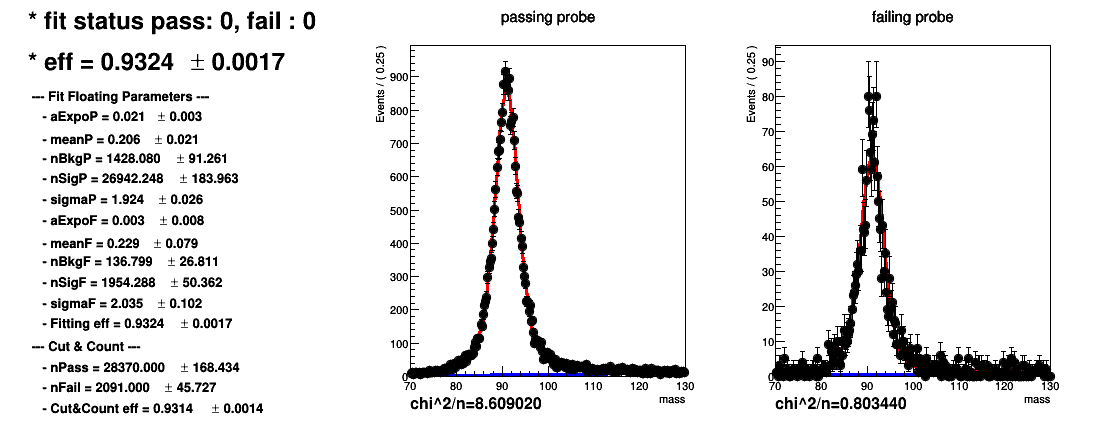 * fit status pass: 0, fail : 0
* eff = 0.9324 ± 0.0017
--- Fit Floating Parameters ---
- aExpoP = 0.021 ± 0.003
- meanP = 0.206 ± 0.021
- nBkgP = 1428.080 ± 91.261
- nSigP = 26942.248 ± 183.963
- sigmaP = 1.924 ± 0.026
- aExpoF = 0.003 ± 0.008
- meanF = 0.229 ± 0.079
- nBkgF = 136.799 ± 26.811
- nSigF = 1954.288 ± 50.362
- sigmaF = 2.035 ± 0.102
- Fitting eff = 0.9324 ± 0.0017
--- Cut & Count ---
- nPass = 28370.000 ± 168.434
- nFail = 2091.000 ± 45.727
- Cut&Count eff = 0.9314 ± 0.0014
passing probe
Events / ( 0.25 )
900
800
700
600
500
400
300
200
100
0
70 80 90 100 110 120 130
mass
chi^2/n=8.609020
failing probe
Events / ( 0.25 )
90
80
70
60
50
40
30
20
10
0
70 80 90 100 110 120 130
mass
chi^2/n=0.803440